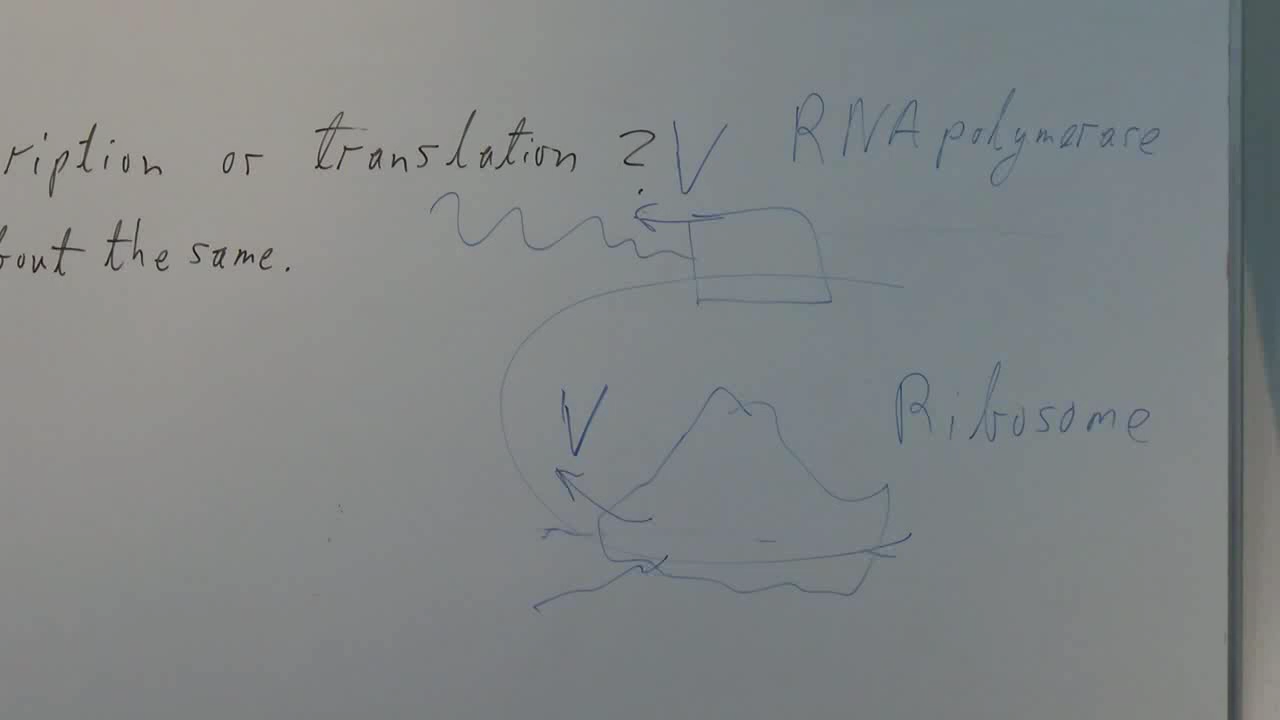 ription or translation ?
V RNA polymerase
bout the same.
V Ribosome